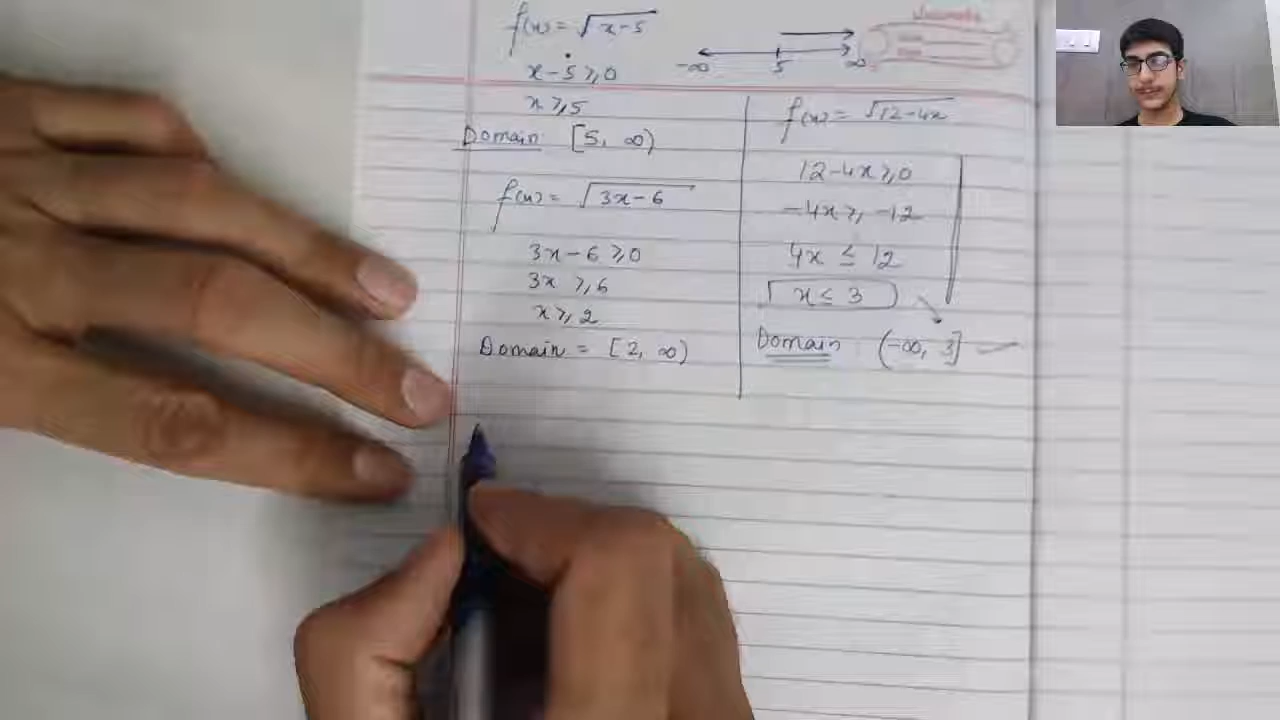 f(x) = √x-5
-∞ 5 ∞
x-5 ⩾ 0
x ⩾ 5
Domain: [5, ∞)
f(x) = √3x-6
3x-6 ⩾ 0
3x ⩾ 6
x ⩾ 2
Domain = [2, ∞)
f(x) = √12-4x
12-4x ⩾ 0
-4x ⩾ -12
4x ≤ 12
x ≤ 3
Domain (-∞, 3]